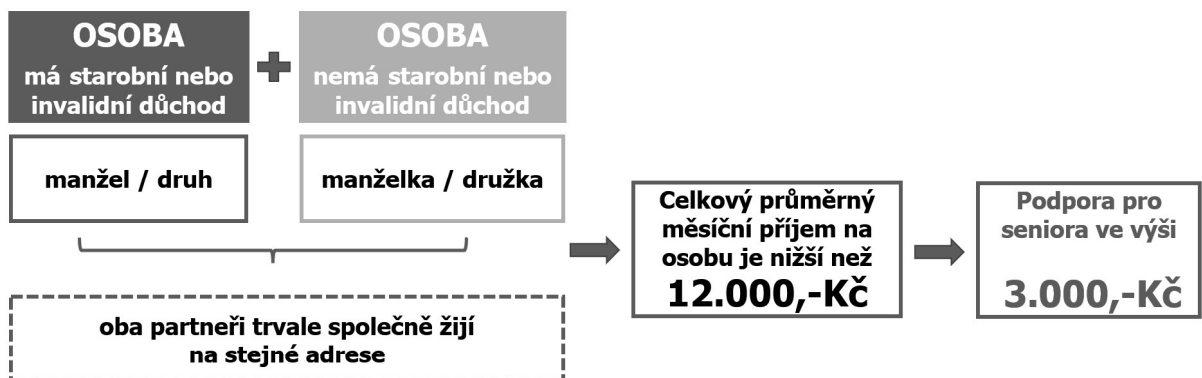 OSOBA
má starobní nebo
invalidní důchod
OSOBA
nemá starobní nebo
invalidní důchod
manžel / druh
manželka / družka
oba partneři trvale společně žijí
na stejné adrese
Celkový průměrný
měsíční příjem na
osobu je nižší než
12.000,-Kč
Podpora pro
seniora ve výši
3.000,-Kč